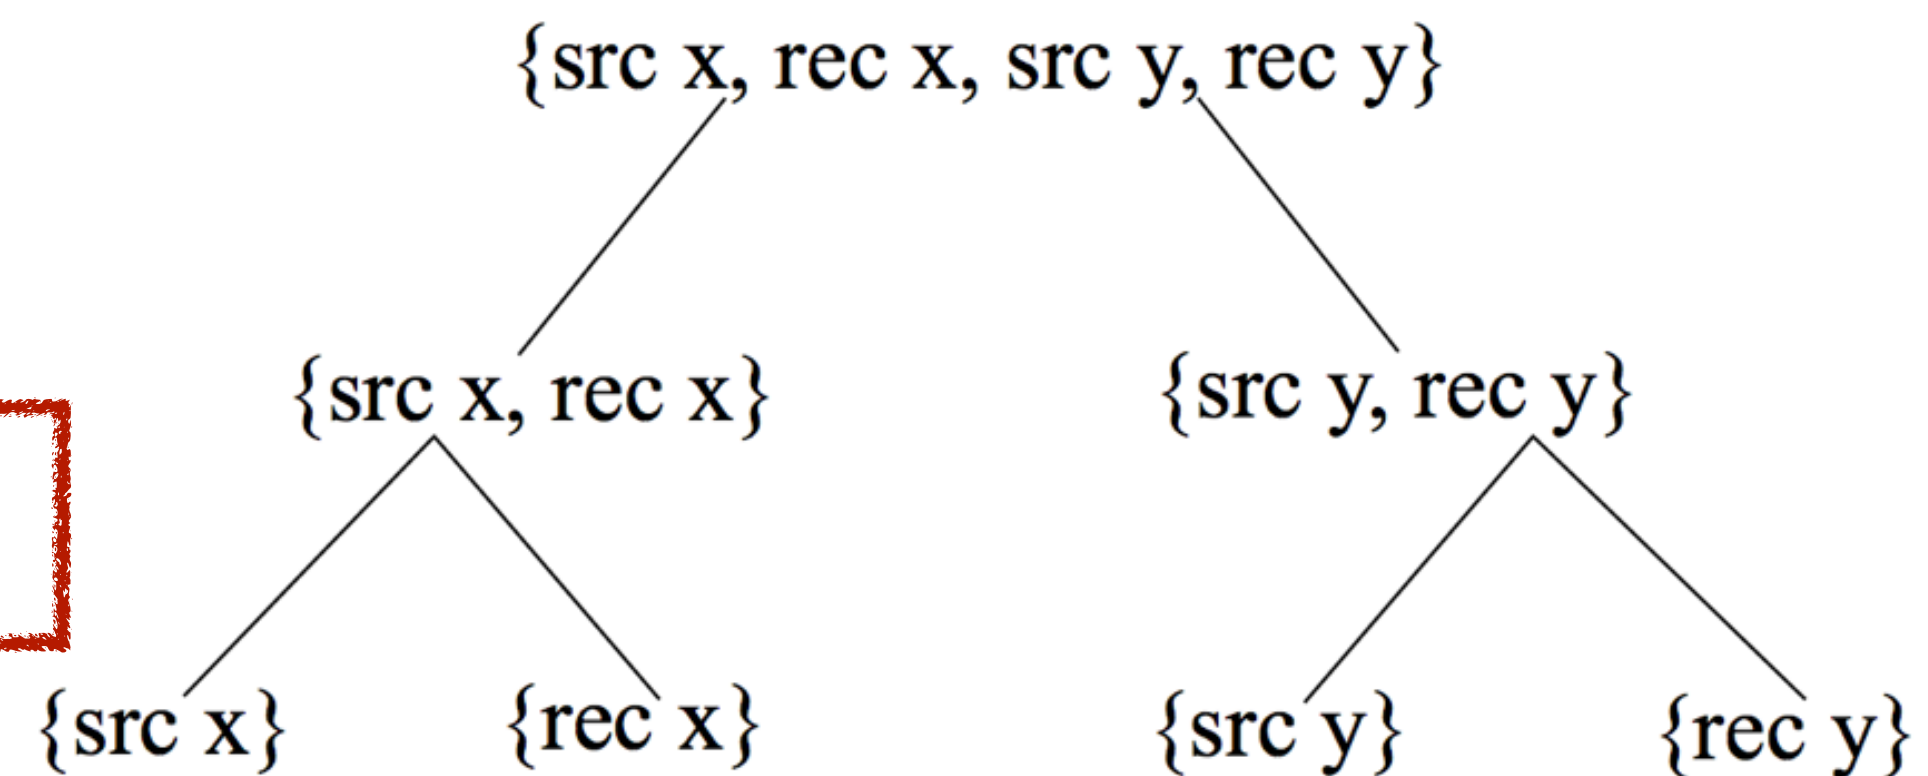 {src x, rec x, src y, rec y}
{src x, rec x} {src y, rec y}
{src x} {rec x} {src y} {rec y}